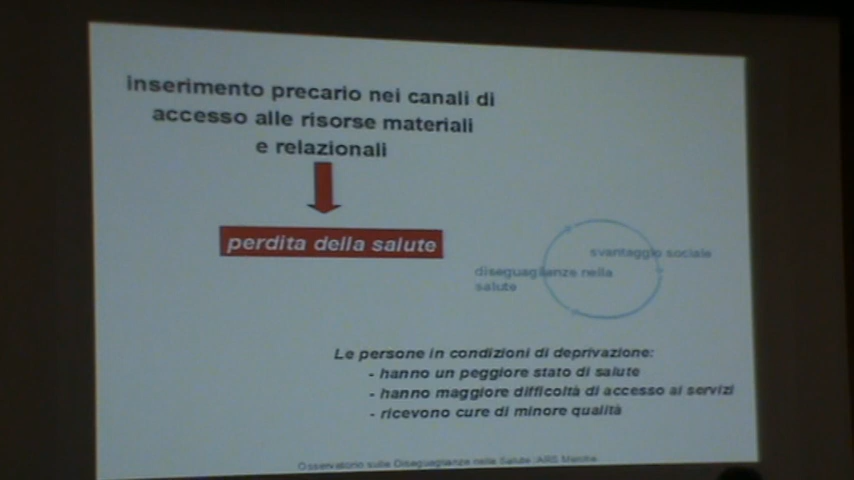 inserimento precario nei canali di
accesso alle risorse materiali
e relazionali
perdita della salute
svantaggio sociale
diseguaglianze nella
salute
Le persone in condizioni di deprivazione:
- hanno un peggiore stato di salute
- hanno maggiore difficoltà di accesso ai servizi
- ricevono cure di minore qualità
Osservatorio sulle Diseguaglianze nella Salute /ARS Marche